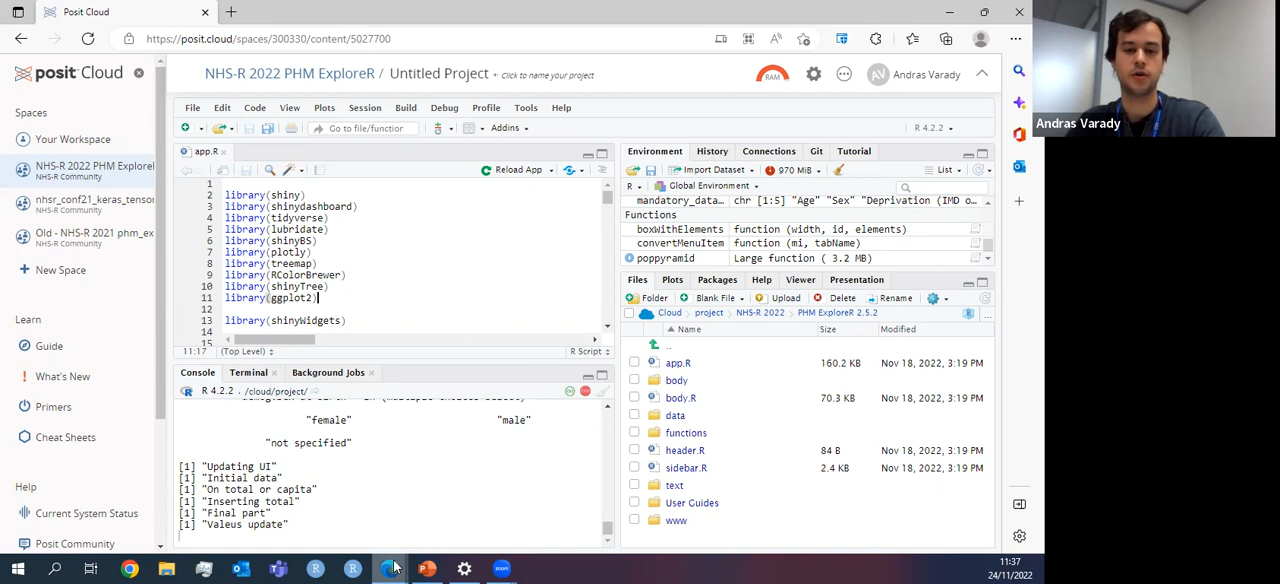 Posit Cloud
https://posit.cloud/spaces/300330/content/5027700
posit Cloud
NHS-R 2022 PHM ExploreR / Untitled Project
click to name your project
RAM
AV
Andras Varady
Andras Varady
Spaces
Your Workspace
NHS-R 2022 PHM ExploreI
NHS-R Community
nhsr_conf21_keras_tensor
NHS-R Community
Old - NHS-R 2021 phm_ex
NHS-R Community
New Space
Learn
Guide
What's New
Primers
Cheat Sheets
Help
Current System Status
Posit Community
File Edit Code View Plots Session Build Debug Profile Tools Help
Go to file/function
Addins
R 4.2.2
app.R
Reload App
1
2 library(shiny)
3 library(shinydashboard)
4 library(tidyverse)
5 library(lubridate)
6 library(shinyBS)
7 library(plotly)
8 library(treemap)
9 library(RColorBrewer)
10 library(shinyTree)
11 library(ggplot2)
12
13 library(shinyWidgets)
14
15
11:17 (Top Level) R Script
Console Terminal Background Jobs
R 4.2.2 . /cloud/project/
"female" "male"
"not specified"
[1] "Updating UI"
[1] "Initial data"
[1] "On total or capita"
[1] "Inserting total"
[1] "Final part"
[1] "Valeus update"
Environment History Connections Git Tutorial
Import Dataset 970 MiB List
R Global Environment
mandatory_data… chr [1:5] "Age" "Sex" "Deprivation (IMD o…
Functions
boxWithElements function (width, id, elements)
convertMenuItem function (mi, tabName)
poppyramid Large function ( 3.2 MB)
Files Plots Packages Help Viewer Presentation
Folder Blank File Upload Delete Rename
Cloud project NHS-R 2022 PHM ExploreR 2.5.2
Name Size Modified
..
app.R 160.2 KB Nov 18, 2022, 3:19 PM
body
body.R 70.3 KB Nov 18, 2022, 3:19 PM
data
functions
header.R 84 B Nov 18, 2022, 3:19 PM
sidebar.R 2.4 KB Nov 18, 2022, 3:19 PM
text
User Guides
www
zoom
11:37
24/11/2022